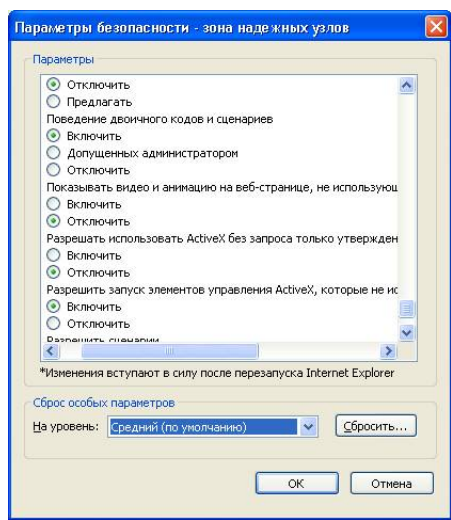 Параметры безопасности - зона надежных узлов
Параметры
Отключить
Предлагать
Поведение двоичного кодов и сценариев
Включить
Допущенных администратором
Отключить
Показывать видео и анимацию на веб-странице, не использующ
Включить
Отключить
Разрешать использовать ActiveX без запроса только утвержден
Включить
Отключить
Разрешить запуск элементов управления ActiveX, которые не ис
Включить
Отключить
Разрешить сценарии
*Изменения вступают в силу после перезапуска Internet Explorer
Сброс особых параметров
На уровень: Средний (по умолчанию) Сбросить...
ОК Отмена